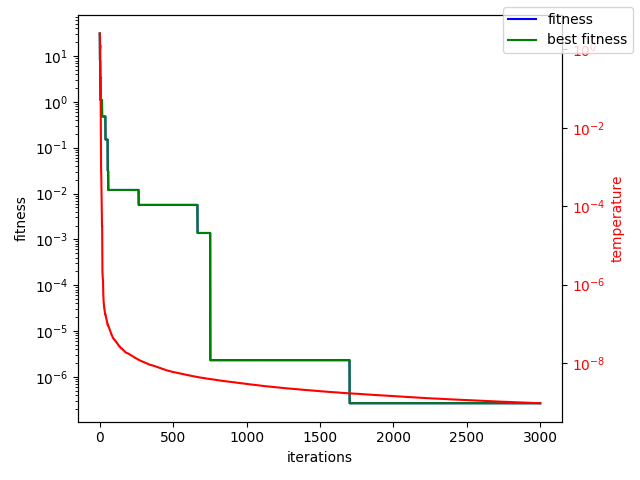 fitness
best fitness
10¹
10⁰
10⁻¹
10⁻²
10⁻³
10⁻⁴
10⁻⁵
10⁻⁶
fitness
10⁰
10⁻²
10⁻⁴
10⁻⁶
10⁻⁸
temperature
0 500 1000 1500 2000 2500 3000
iterations